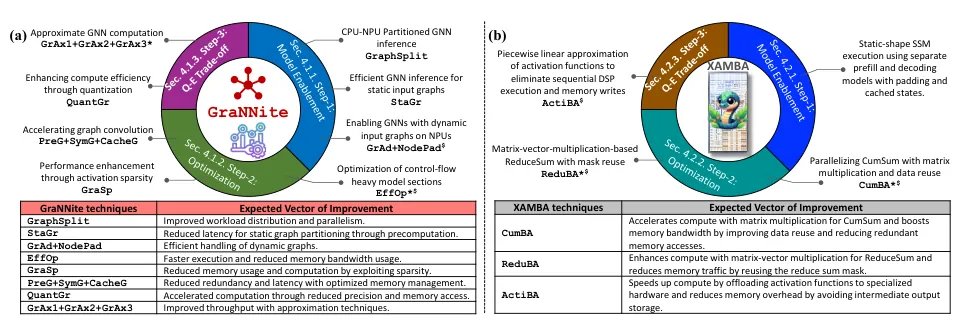 (a)
Approximate GNN computation
GrAx1+GrAx2+GrAx3*
Enhancing compute efficiency
through quantization
QuantGr
Accelerating graph convolution
PreG+SymG+CacheG
Performance enhancement
through activation sparsity
GraSp
Sec. 4.1.3. Step-3:
Q-E Trade-off
Sec. 4.1.1 Step-1:
Model Enablement
Sec. 4.1.2. Step-2:
Optimization
GraNNite
CPU-NPU Partitioned GNN
inference
GraphSplit
Efficient GNN inference for
static input graphs
StaGr
Enabling GNNs with dynamic
input graphs on NPUs
GrAd+NodePad$
Optimization of control-flow
heavy model sections
EffOp*$
GraNNite techniques Expected Vector of Improvement
GraphSplit Improved workload distribution and parallelism.
StaGr Reduced latency for static graph partitioning through precomputation.
GrAd+NodePad Efficient handling of dynamic graphs.
EffOp Faster execution and reduced memory bandwidth usage.
GraSp Reduced memory usage and computation by exploiting sparsity.
PreG+SymG+CacheG Reduced redundancy and latency with optimized memory management.
QuantGr Accelerated computation through reduced precision and memory access.
GrAx1+GrAx2+GrAx3 Improved throughput with approximation techniques.
(b)
Piecewise linear approximation
of activation functions to
eliminate sequential DSP
execution and memory writes
ActiBA$
Matrix-vector-multiplication-based
ReduceSum with mask reuse
ReduBA*$
Sec. 4.2.3. Step-3:
Q-E Trade-off
Sec. 4.2.1. Step-1:
Model Enablement
Sec. 4.2.2. Step-2:
Optimization
XAMBA
Static-shape SSM
execution using separate
prefill and decoding
models with padding and
cached states.
Parallelizing CumSum with matrix
multiplication and data reuse
CumBA*$
XAMBA techniques Expected Vector of Improvement
CumBA Accelerates compute with matrix multiplication for CumSum and boosts
memory bandwidth by improving data reuse and reducing redundant
memory accesses.
ReduBA Enhances compute with matrix-vector multiplication for ReduceSum and
reduces memory traffic by reusing the reduce sum mask.
ActiBA Speeds up compute by offloading activation functions to specialized
hardware and reduces memory overhead by avoiding intermediate output
storage.